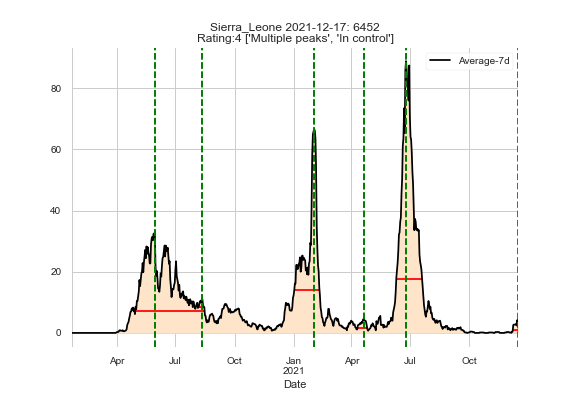 Sierra_Leone 2021-12-17: 6452
Rating:4 ['Multiple peaks', 'In control']
Average-7d
80
60
40
20
0
Apr Jul Oct Jan Apr Jul Oct
2021
Date